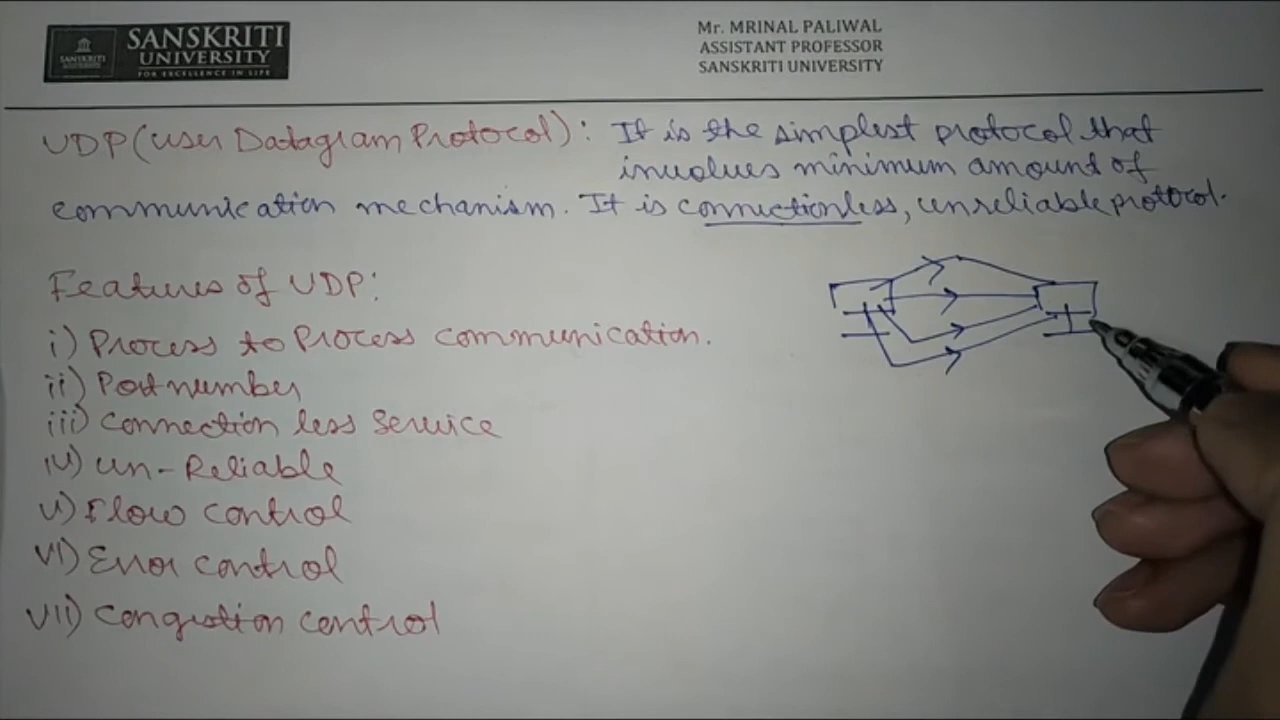 SANSKRITI
UNIVERSITY
FOR EXCELLENCE IN LIFE
SANSKRITI
Mr. MRINAL PALIWAL
ASSISTANT PROFESSOR
SANSKRITI UNIVERSITY
UDP (User Datagram Protocol) : It is the simplest protocol that
involves minimum amount of
communication mechanism. It is connectionless, unreliable protocol.
Features of UDP:
i) Process to Process communication.
ii) Port number
iii) Connection less Service
iv) Un-Reliable
v) Flow control
vi) Error control
vii) Congestion control